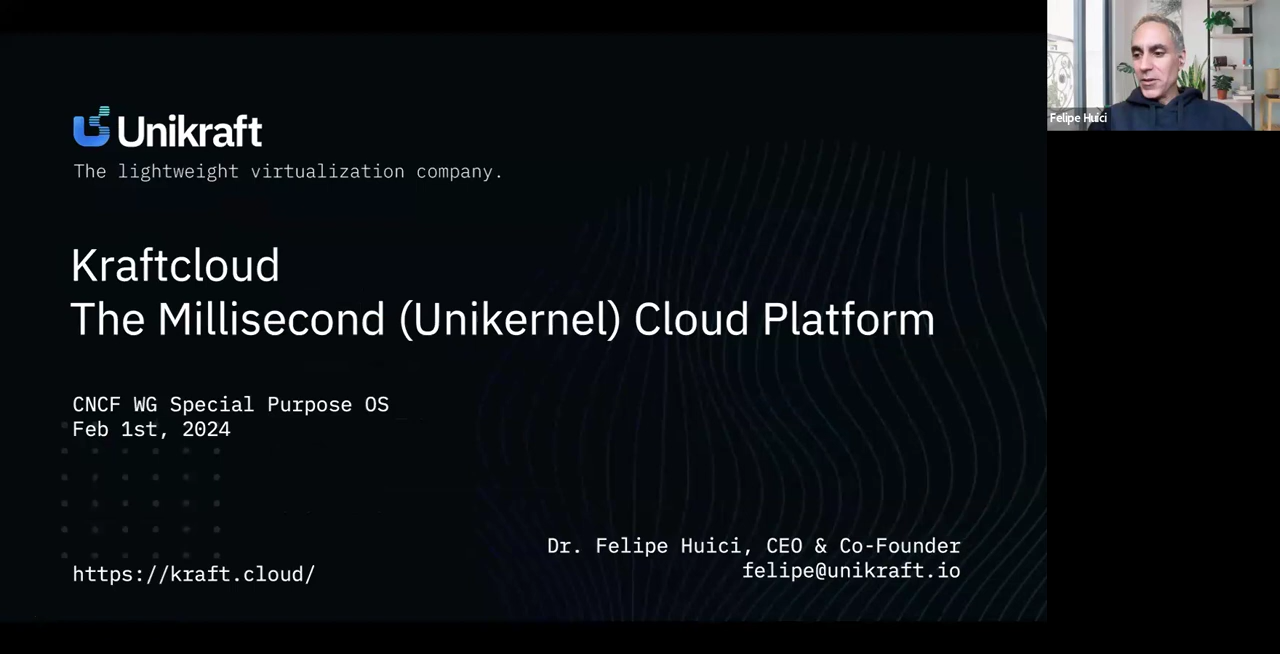 Unikraft
The lightweight virtualization company.
Kraftcloud
The Millisecond (Unikernel) Cloud Platform
CNCF WG Special Purpose OS
Feb 1st, 2024
Dr. Felipe Huici, CEO & Co-Founder
felipe@unikraft.io
https://kraft.cloud/
Felipe Huici